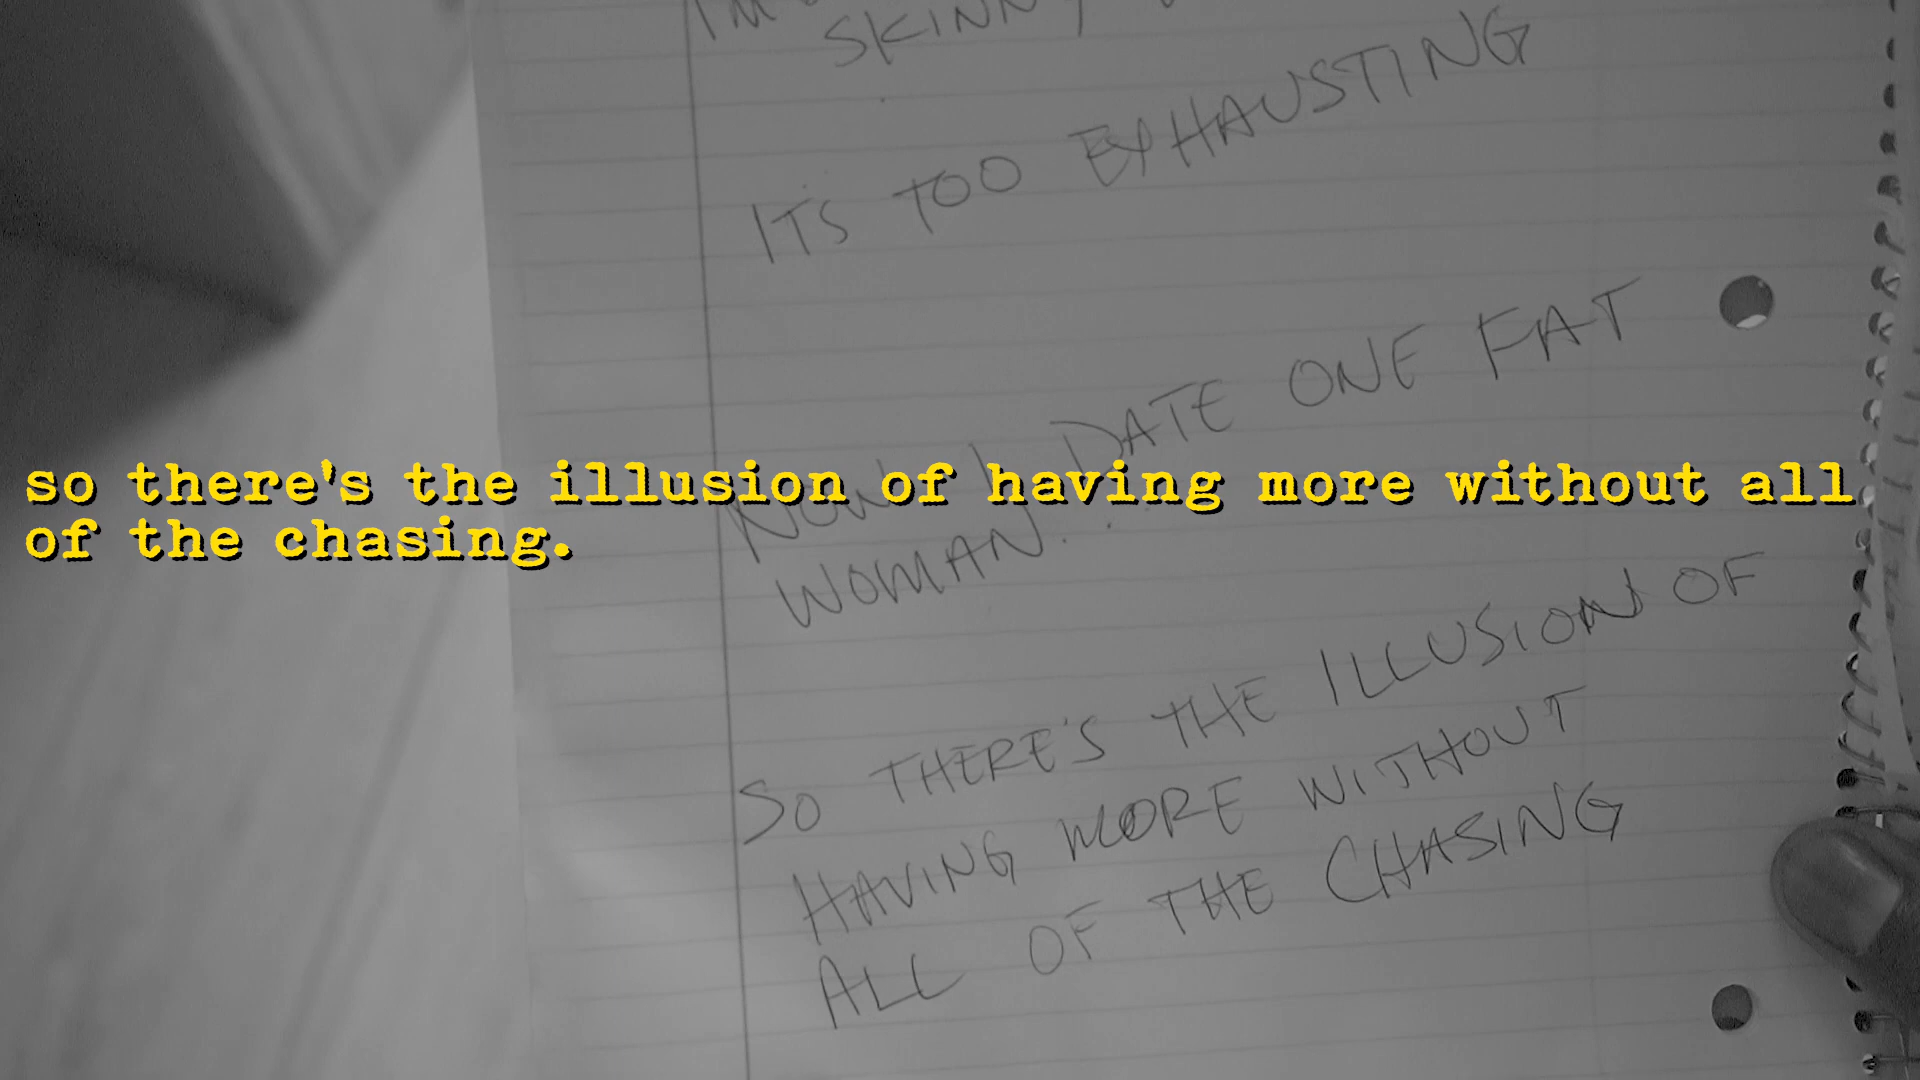 SKINNY
ITS TOO EXHAUSTING
NOW I DATE ONE FAT
WOMAN...
so there's the illusion of having more without all
of the chasing.
SO THERE'S THE ILLUSION OF
HAVING MORE WITHOUT
ALL OF THE CHASING